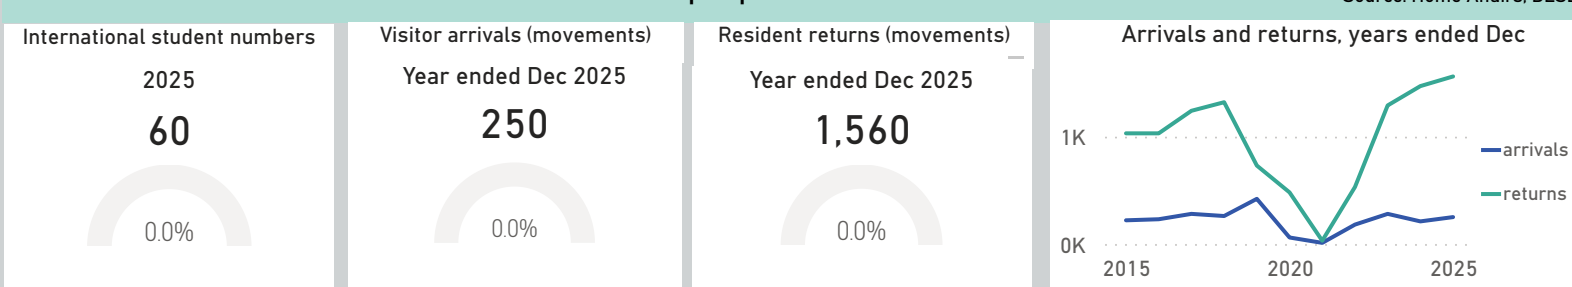 International student numbers
2025
60
0.0%
Visitor arrivals (movements)
Year ended Dec 2025
250
0.0%
Resident returns (movements)
Year ended Dec 2025
1,560
0.0%
Arrivals and returns, years ended Dec
1K
0K
2015
2020
2025
arrivals
returns